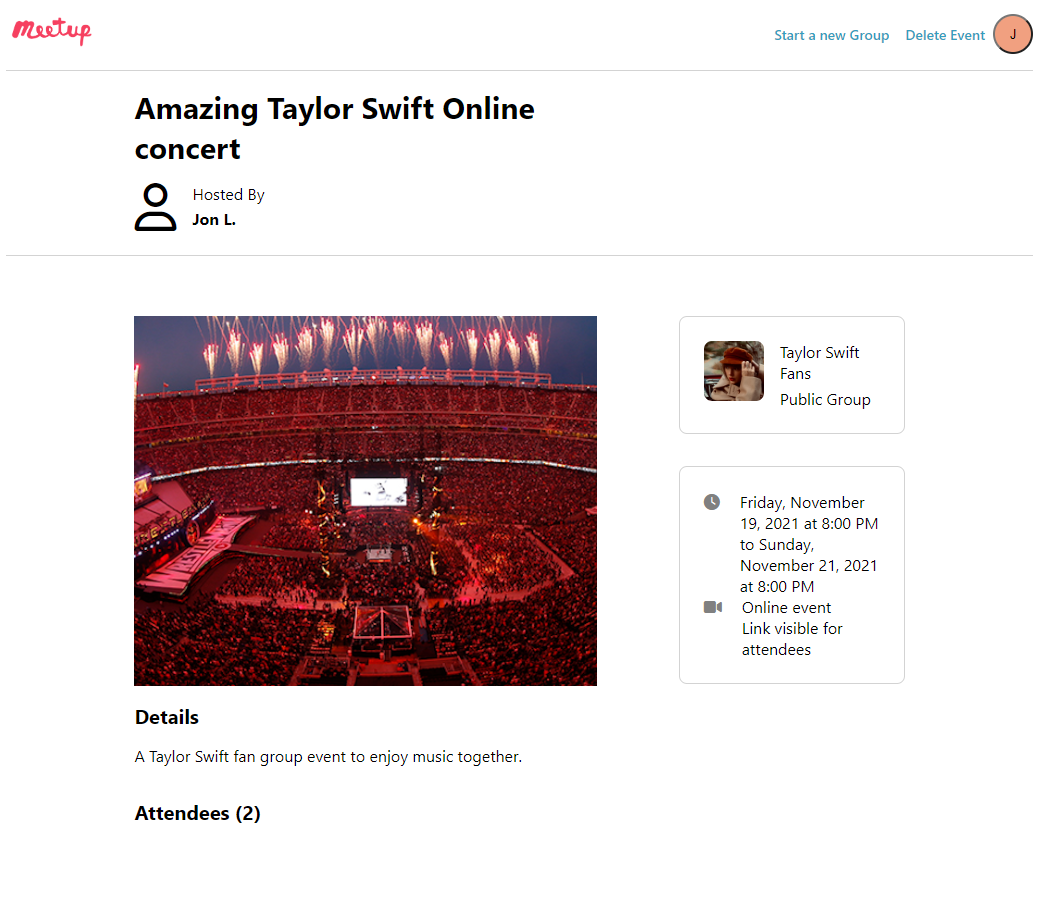 Meetup
Start a new Group
Delete Event
J
Amazing Taylor Swift Online
concert
Hosted By
Jon L.
Taylor Swift
Fans
Public Group
Friday, November
19, 2021 at 8:00 PM
to Sunday,
November 21, 2021
at 8:00 PM
Online event
Link visible for
attendees
Details
A Taylor Swift fan group event to enjoy music together.
Attendees (2)